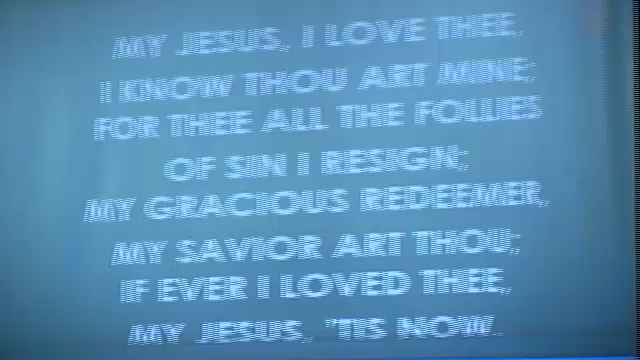 MY JESUS, I LOVE THEE,
I KNOW THOU ART MINE;
FOR THEE ALL THE FOLLIES
OF SIN I RESIGN;
MY GRACIOUS REDEEMER,
MY SAVIOR ART THOU;
IF EVER I LOVED THEE,
MY JESUS, 'TIS NOW.